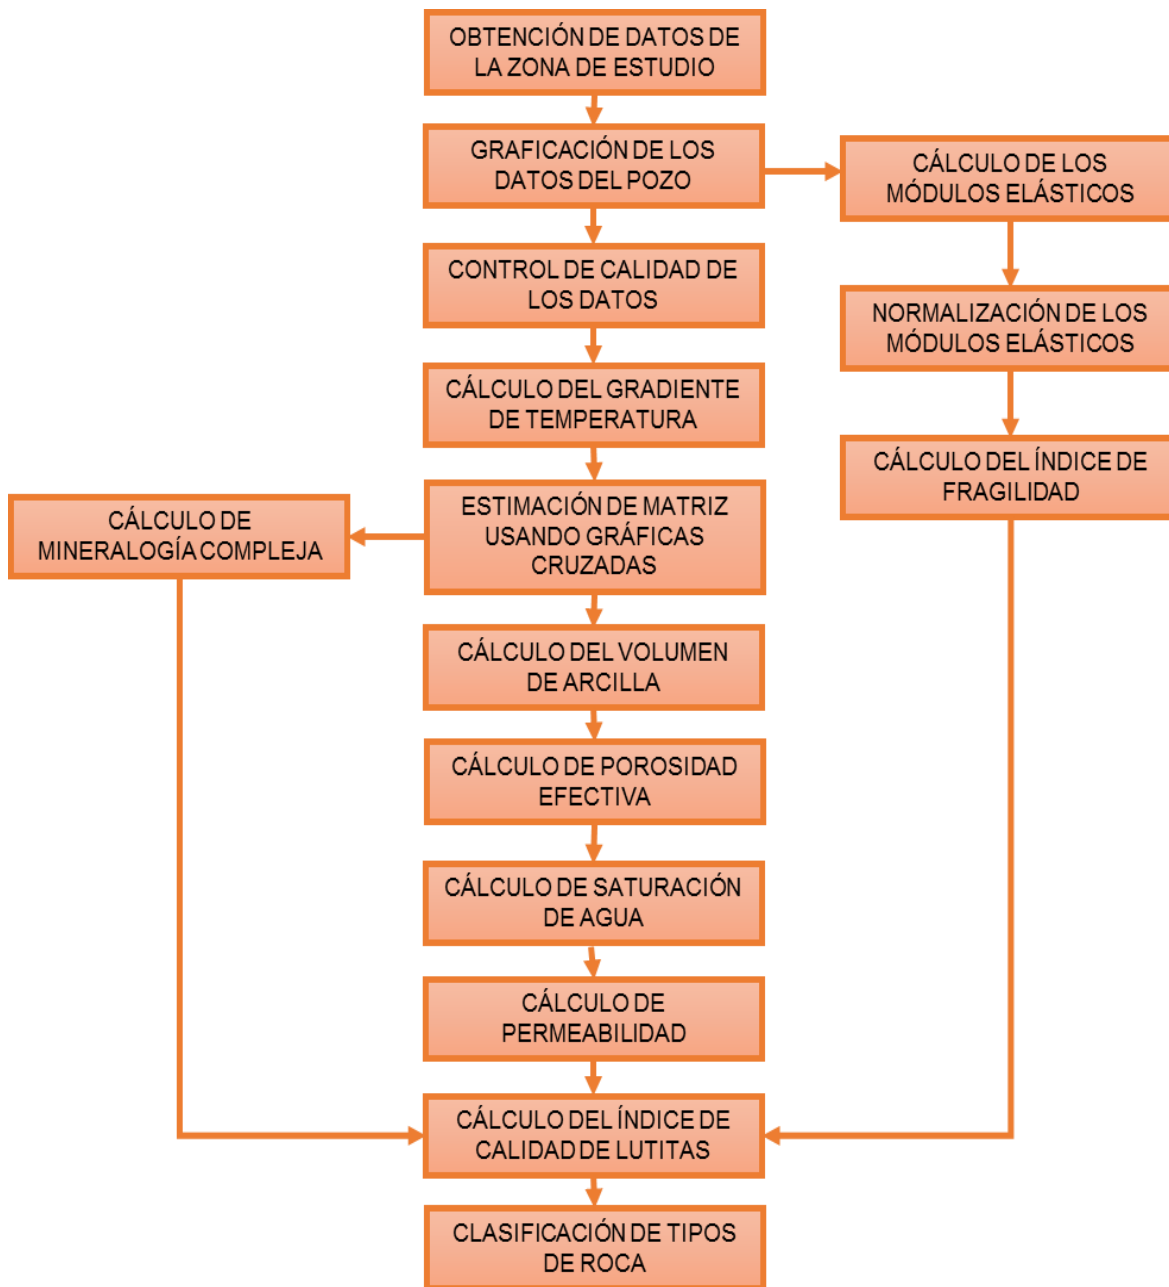 OBTENCIÓN DE DATOS DE
LA ZONA DE ESTUDIO
GRAFICACIÓN DE LOS
DATOS DEL POZO
CÁLCULO DE LOS
MÓDULOS ELÁSTICOS
CONTROL DE CALIDAD DE
LOS DATOS
NORMALIZACIÓN DE LOS
MÓDULOS ELÁSTICOS
CÁLCULO DEL GRADIENTE
DE TEMPERATURA
CÁLCULO DEL ÍNDICE DE
FRAGILIDAD
ESTIMACIÓN DE MATRIZ
USANDO GRÁFICAS
CRUZADAS
CÁLCULO DE
MINERALOGÍA COMPLEJA
CÁLCULO DEL VOLUMEN
DE ARCILLA
CÁLCULO DE POROSIDAD
EFECTIVA
CÁLCULO DE SATURACIÓN
DE AGUA
CÁLCULO DE
PERMEABILIDAD
CÁLCULO DEL ÍNDICE DE
CALIDAD DE LUTITAS
CLASIFICACIÓN DE TIPOS
DE ROCA